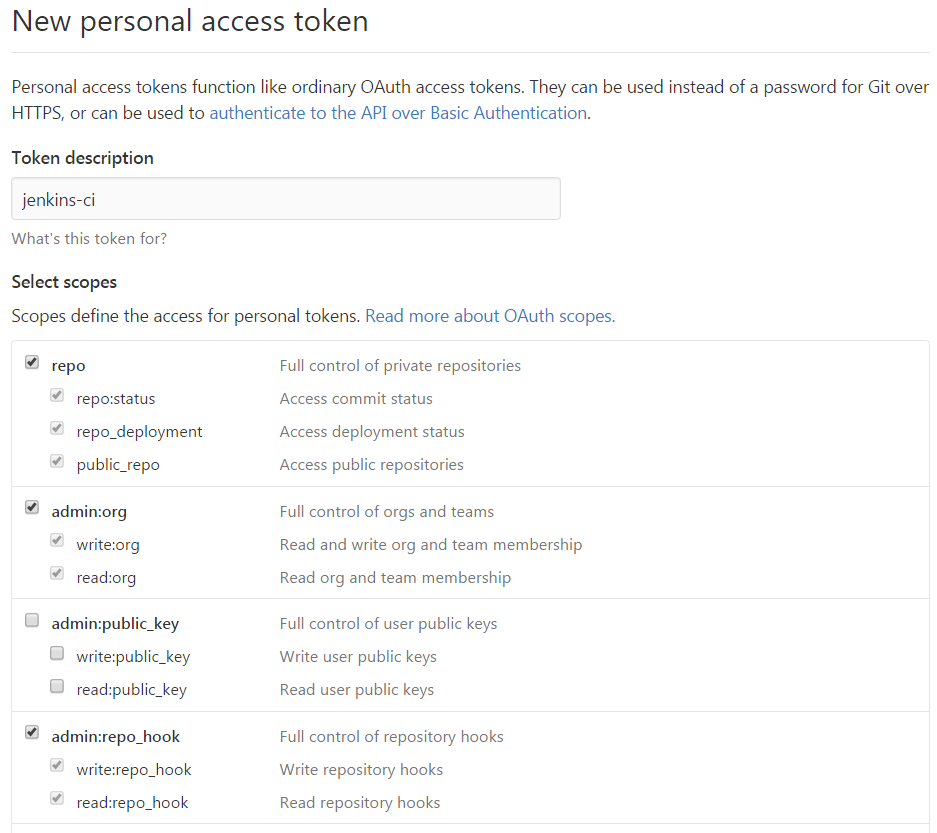 New personal access token
Personal access tokens function like ordinary OAuth access tokens. They can be used instead of a password for Git over
HTTPS, or can be used to authenticate to the API over Basic Authentication.
Token description
jenkins-ci
What's this token for?
Select scopes
Scopes define the access for personal tokens. Read more about OAuth scopes.
repo Full control of private repositories
repo:status Access commit status
repo_deployment Access deployment status
public_repo Access public repositories
admin:org Full control of orgs and teams
write:org Read and write org and team membership
read:org Read org and team membership
admin:public_key Full control of user public keys
write:public_key Write user public keys
read:public_key Read user public keys
admin:repo_hook Full control of repository hooks
write:repo_hook Write repository hooks
read:repo_hook Read repository hooks